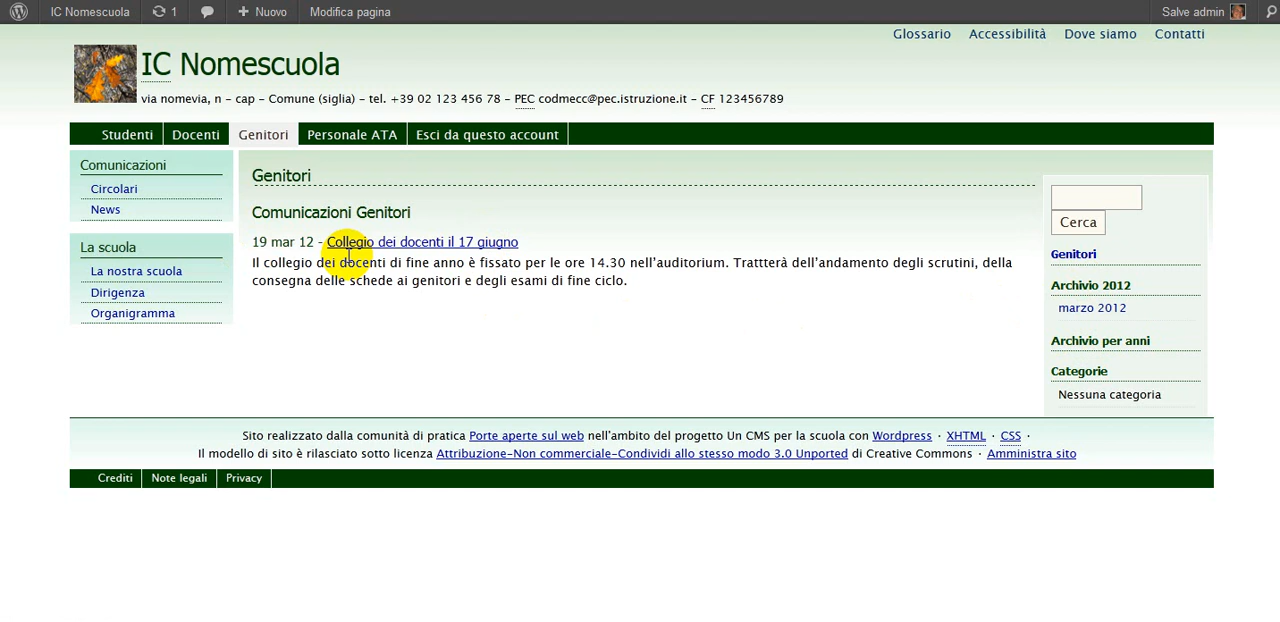 IC Nomescuola 1 Nuovo Modifica pagina Salve admin
Glossario Accessibilità Dove siamo Contatti
IC Nomescuola
via nomevia, n - cap - Comune (siglia) - tel. +39 02 123 456 78 - PEC codmecc@pec.istruzione.it - CF 123456789
Studenti Docenti Genitori Personale ATA Esci da questo account
Comunicazioni
Circolari
News
La scuola
La nostra scuola
Dirigenza
Organigramma
Genitori
Comunicazioni Genitori
19 mar 12 - Collegio dei docenti il 17 giugno
Il collegio dei docenti di fine anno è fissato per le ore 14.30 nell'auditorium. Trattterà dell'andamento degli scrutini, della
consegna delle schede ai genitori e degli esami di fine ciclo.
Cerca
Genitori
Archivio 2012
marzo 2012
Archivio per anni
Categorie
Nessuna categoria
Sito realizzato dalla comunità di pratica Porte aperte sul web nell'ambito del progetto Un CMS per la scuola con Wordpress · XHTML · CSS ·
Il modello di sito è rilasciato sotto licenza Attribuzione-Non commerciale-Condividi allo stesso modo 3.0 Unported di Creative Commons · Amministra sito
Crediti Note legali Privacy